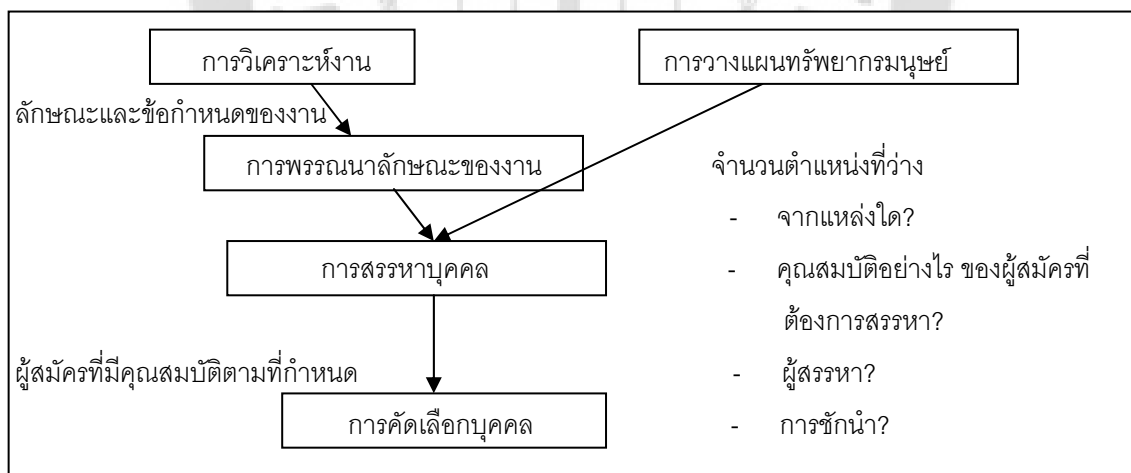 การวิเคราะห์งาน
การวางแผนทรัพยากรมนุษย์
ลักษณะและข้อกำหนดของงาน
การพรรณนาลักษณะของงาน
จำนวนตำแหน่งที่ว่าง
- จากแหล่งใด?
การสรรหาบุคคล
- คุณสมบัติอย่างไร ของผู้สมัครที่
ต้องการสรรหา?
ผู้สมัครที่มีคุณสมบัติตามที่กำหนด
- ผู้สรรหา?
การคัดเลือกบุคคล
- การชักนำ?